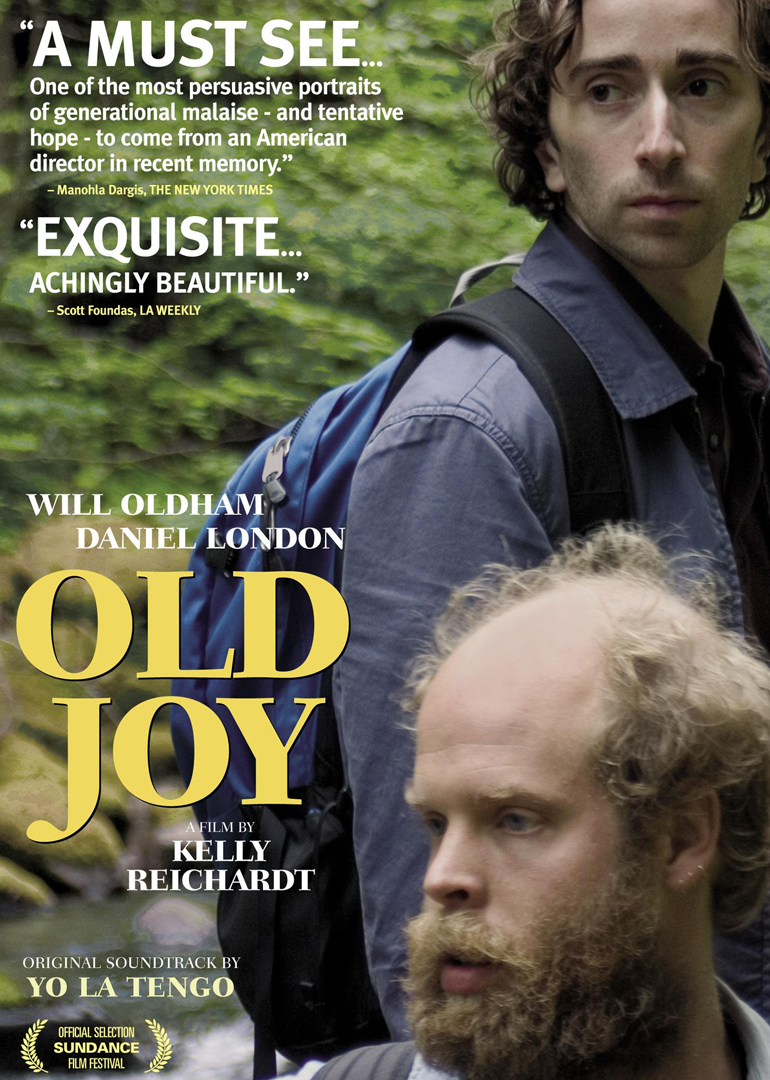 “A MUST SEE...
One of the most persuasive portraits
of generational malaise - and tentative
hope - to come from an American
director in recent memory.”
– Manohla Dargis, THE NEW YORK TIMES
“EXQUISITE...
ACHINGLY BEAUTIFUL.”
– Scott Foundas, LA WEEKLY
WILL OLDHAM
DANIEL LONDON
OLD
JOY
A FILM BY
KELLY
REICHARDT
ORIGINAL SOUNDTRACK BY
YO LA TENGO
OFFICIAL SELECTION
SUNDANCE
FILM FESTIVAL